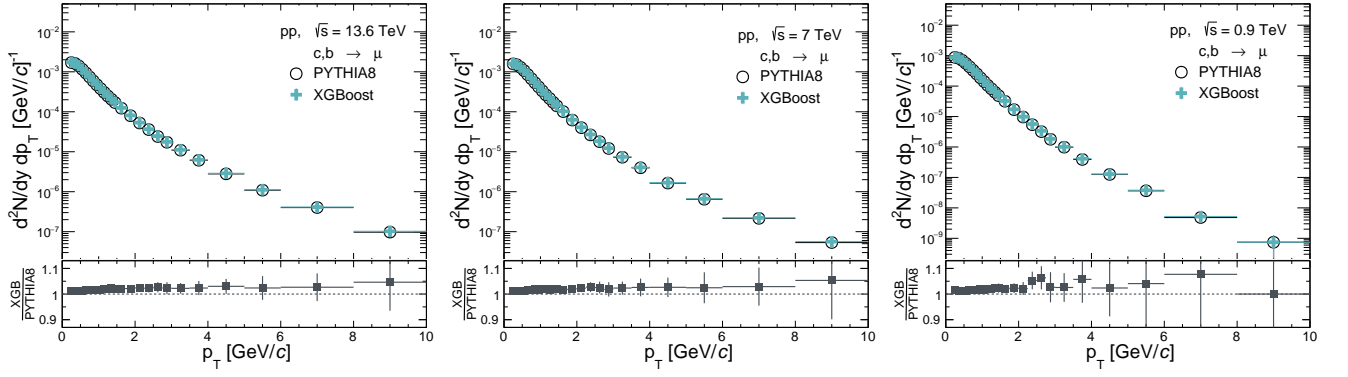 d²N/dy dp_T [GeV/c]⁻¹
10⁻²
10⁻³
10⁻⁴
10⁻⁵
10⁻⁶
10⁻⁷
pp, √s = 13.6 TeV
c,b → μ
PYTHIA8
XGBoost
XGB
PYTHIA8
1.1
1
0.9
0 2 4 6 8 10
p_T [GeV/c]
d²N/dy dp_T [GeV/c]⁻¹
10⁻²
10⁻³
10⁻⁴
10⁻⁵
10⁻⁶
10⁻⁷
pp, √s = 7 TeV
c,b → μ
PYTHIA8
XGBoost
XGB
PYTHIA8
1.1
1
0.9
0 2 4 6 8 10
p_T [GeV/c]
d²N/dy dp_T [GeV/c]⁻¹
10⁻²
10⁻³
10⁻⁴
10⁻⁵
10⁻⁶
10⁻⁷
10⁻⁸
10⁻⁹
pp, √s = 0.9 TeV
c,b → μ
PYTHIA8
XGBoost
XGB
PYTHIA8
1.1
1
0.9
0 2 4 6 8 10
p_T [GeV/c]